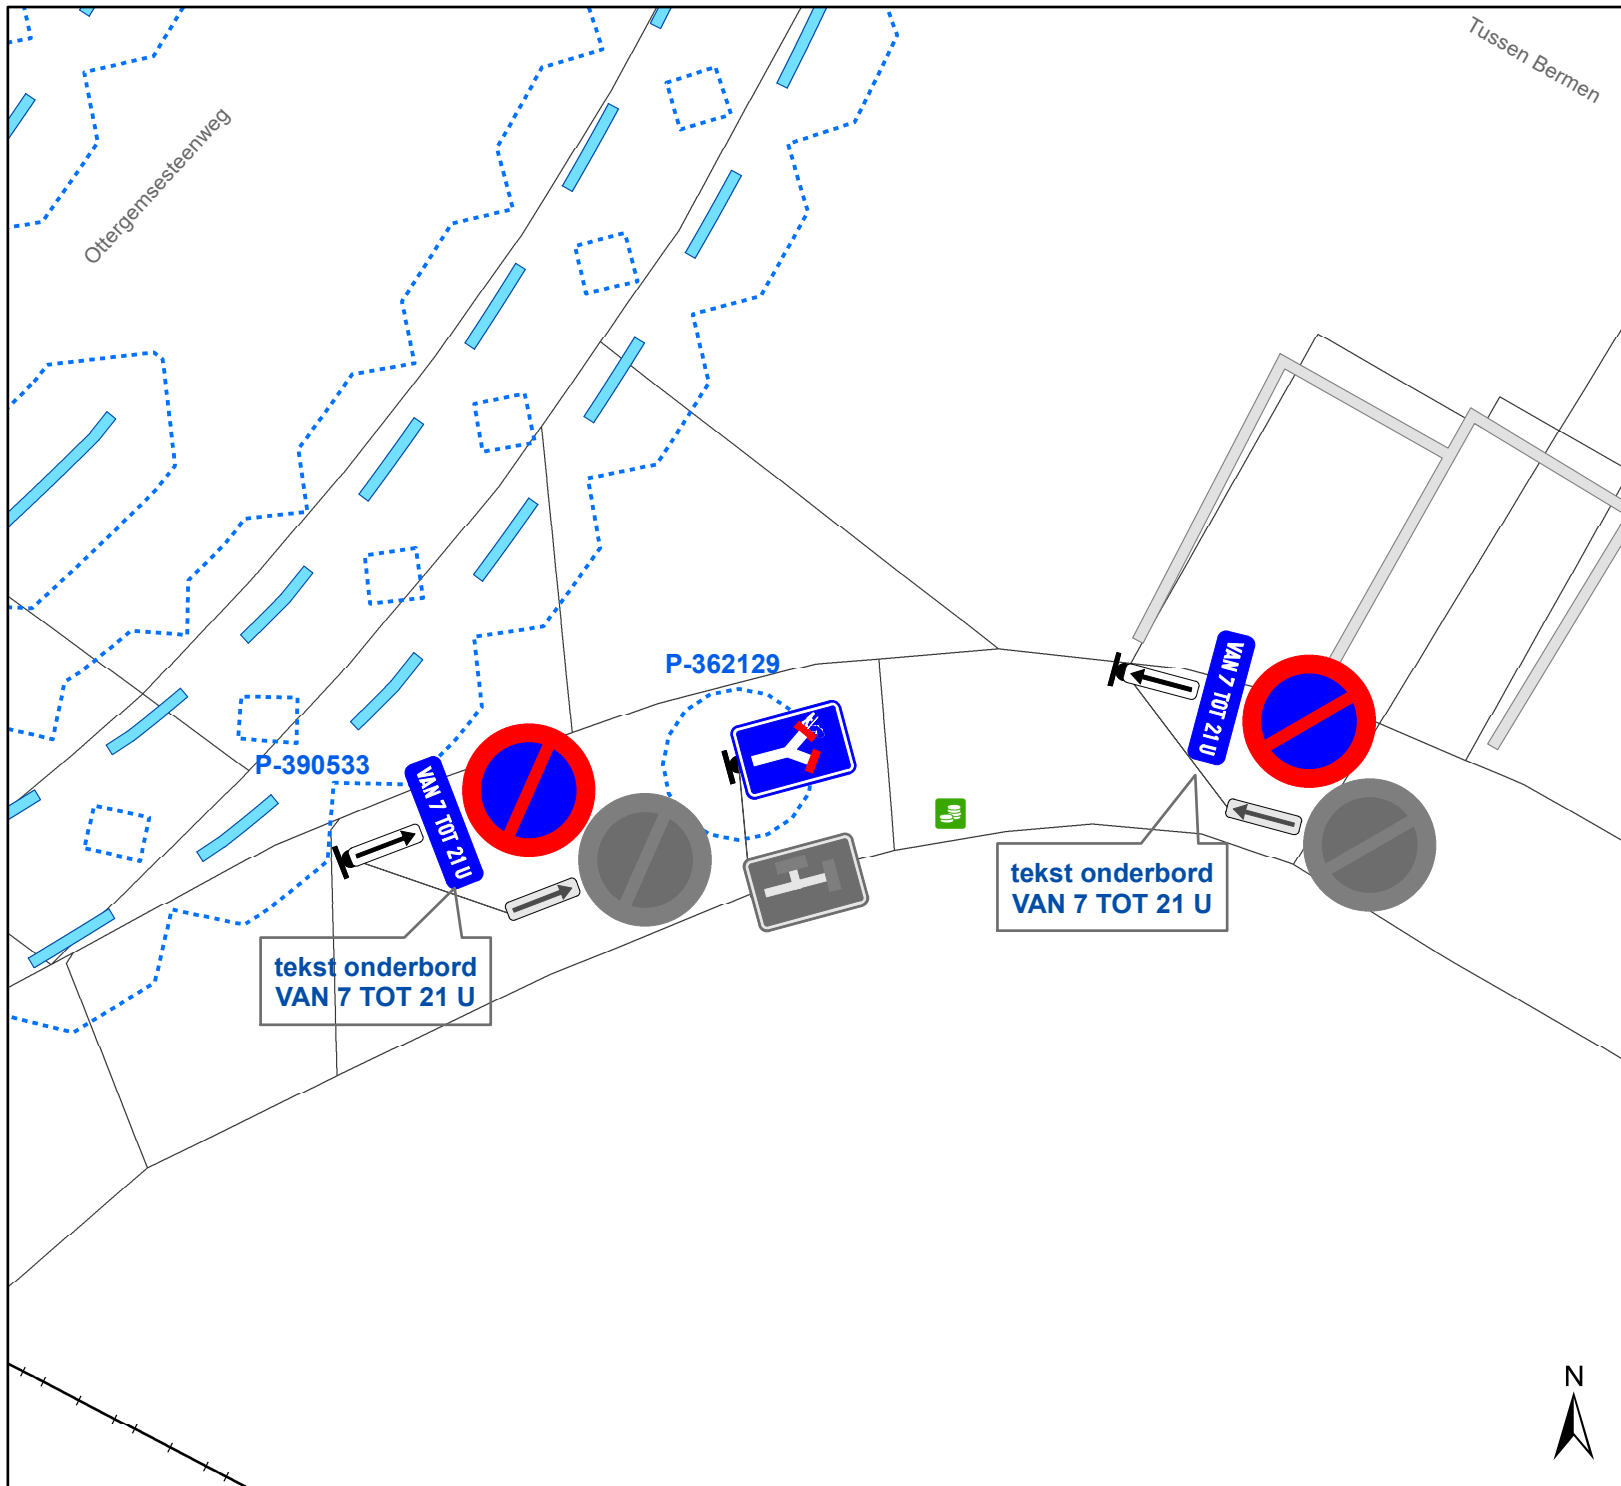 Tussen Bermen
Ottergemsesteenweg
P-362129
VAN 7 TOT 21 U
P-390533
VAN 7 TOT 21 U
tekst onderbord
VAN 7 TOT 21 U
tekst onderbord
VAN 7 TOT 21 U
N